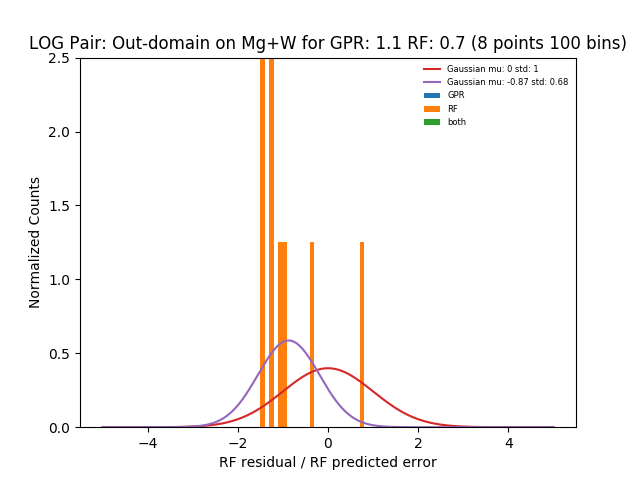 LOG Pair: Out-domain on Mg+W for GPR: 1.1 RF: 0.7 (8 points 100 bins)
Gaussian mu: 0 std: 1
Gaussian mu: -0.87 std: 0.68
GPR
RF
both
Normalized Counts
2.5
2.0
1.5
1.0
0.5
0.0
−4
−2
0
2
4
RF residual / RF predicted error